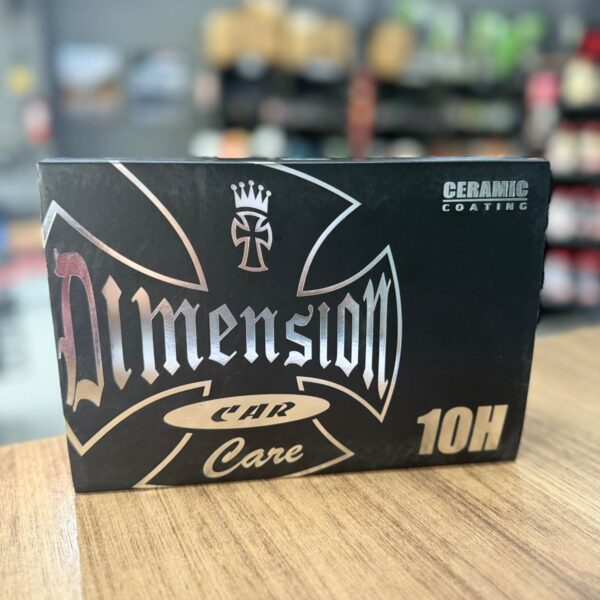 CERAMIC
COATING
Dimension
CAR
Care
10H